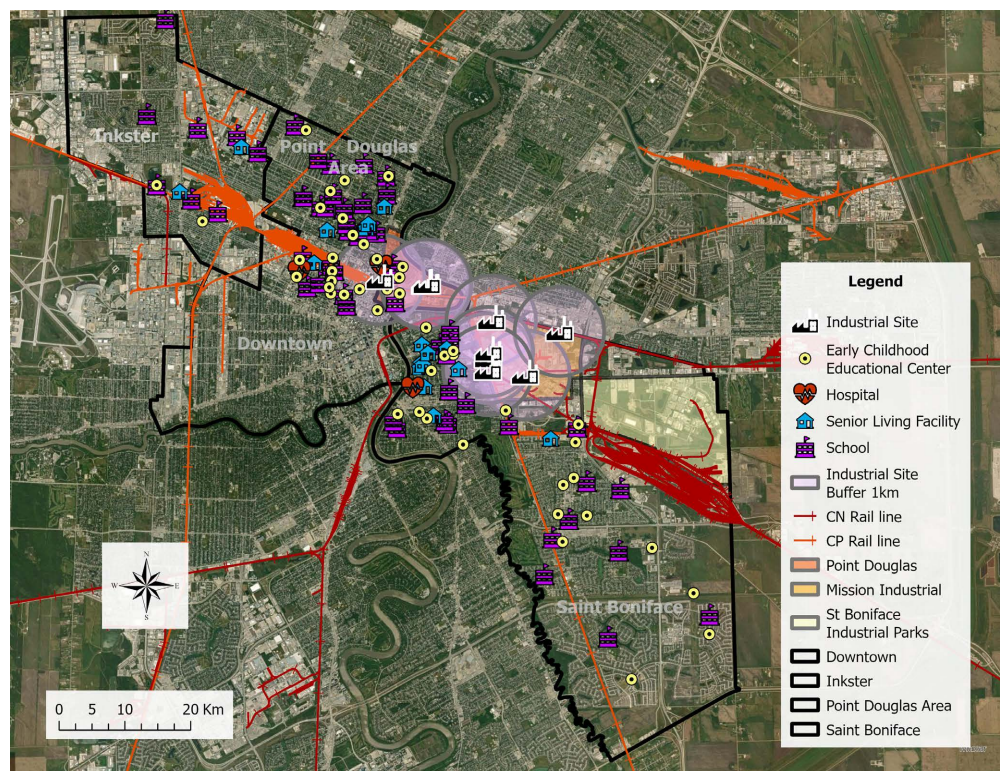 Inkster
Point Douglas
Area
Downtown
Saint Boniface
N
W E
S
0 5 10 20 Km
Legend
Industrial Site
Early Childhood
Educational Center
Hospital
Senior Living Facility
School
Industrial Site
Buffer 1km
CN Rail line
CP Rail line
Point Douglas
Mission Industrial
St Boniface
Industrial Parks
Downtown
Inkster
Point Douglas Area
Saint Boniface